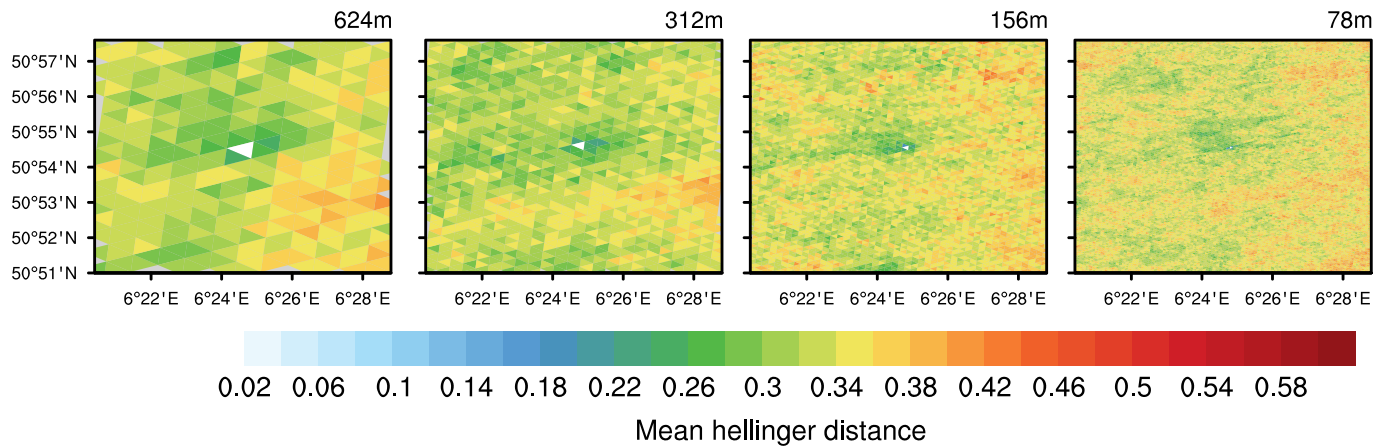 624m 312m 156m 78m
50°57'N
50°56'N
50°55'N
50°54'N
50°53'N
50°52'N
50°51'N
6°22'E 6°24'E 6°26'E 6°28'E 6°22'E 6°24'E 6°26'E 6°28'E 6°22'E 6°24'E 6°26'E 6°28'E 6°22'E 6°24'E 6°26'E 6°28'E
0.02 0.06 0.1 0.14 0.18 0.22 0.26 0.3 0.34 0.38 0.42 0.46 0.5 0.54 0.58
Mean hellinger distance